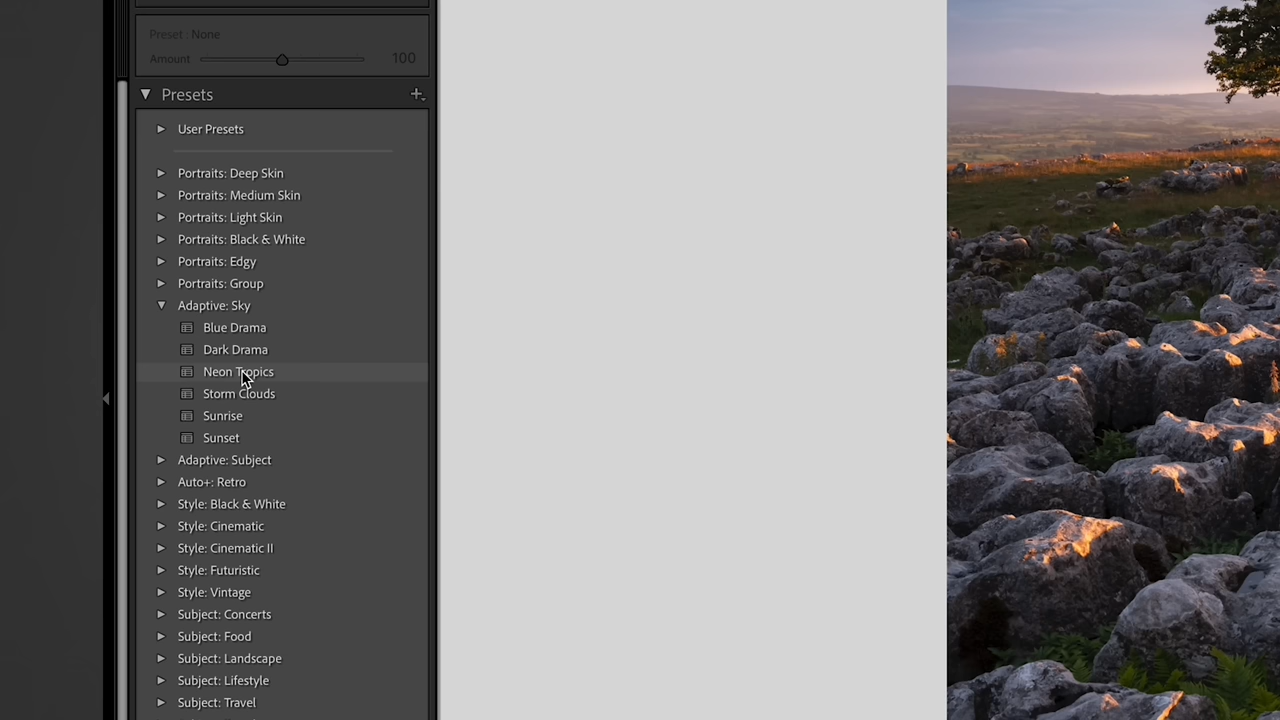 Preset : None
Amount 100
Presets
User Presets
Portraits: Deep Skin
Portraits: Medium Skin
Portraits: Light Skin
Portraits: Black & White
Portraits: Edgy
Portraits: Group
Adaptive: Sky
Blue Drama
Dark Drama
Neon Tropics
Storm Clouds
Sunrise
Sunset
Adaptive: Subject
Auto+: Retro
Style: Black & White
Style: Cinematic
Style: Cinematic II
Style: Futuristic
Style: Vintage
Subject: Concerts
Subject: Food
Subject: Landscape
Subject: Lifestyle
Subject: Travel